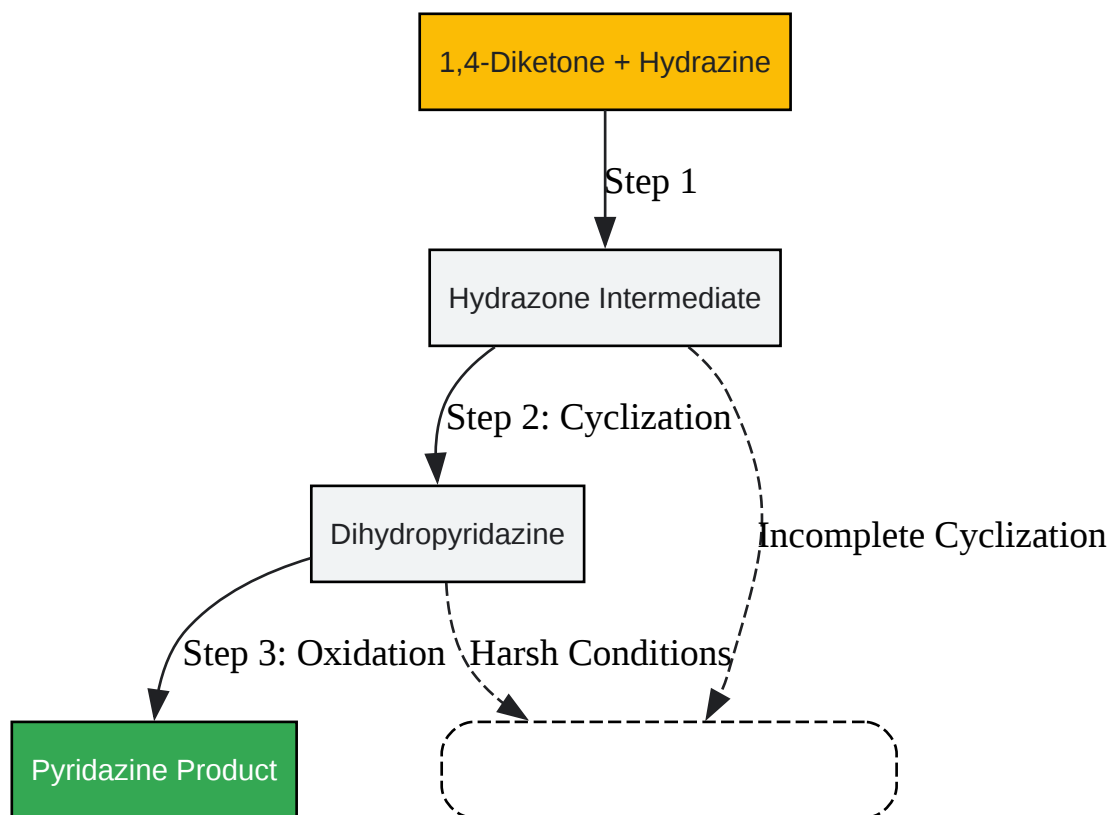 1,4-Diketone + Hydrazine
Step 1
Hydrazone Intermediate
Step 2: Cyclization
Dihydropyridazine
Incomplete Cyclization
Step 3: Oxidation
Harsh Conditions
Pyridazine Product